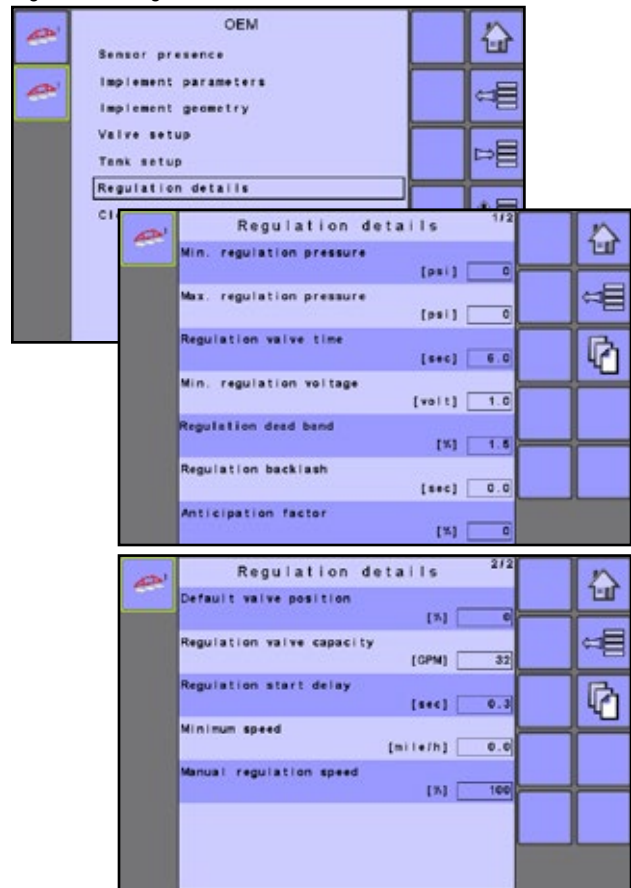 OEM
Sensor presence
Implement parameters
Implement geometry
Valve setup
Tank setup
Regulation details
Regulation details 1/2
Min. regulation pressure
[psi] 0
Max. regulation pressure
[psi] 0
Regulation valve time
[sec] 6.0
Min. regulation voltage
[volt] 1.0
Regulation dead band
[%] 1.5
Regulation backlash
[sec] 0.0
Anticipation factor
[%] 0
Regulation details 2/2
Default valve position
[%] 0
Regulation valve capacity
[GPM] 32
Regulation start delay
[sec] 0.3
Minimum speed
[mile/h] 0.0
Manual regulation speed
[%] 100